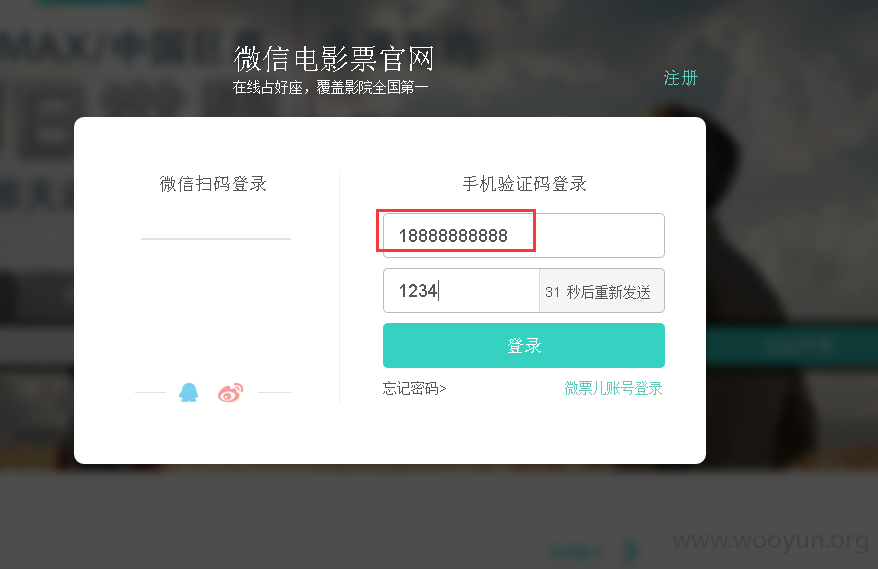 微信电影票官网
在线占好座，覆盖影院全国第一
注册
微信扫码登录
手机验证码登录
18888888888
1234
31 秒后重新发送
登录
忘记密码>
微票儿账号登录
www.wooyun.org